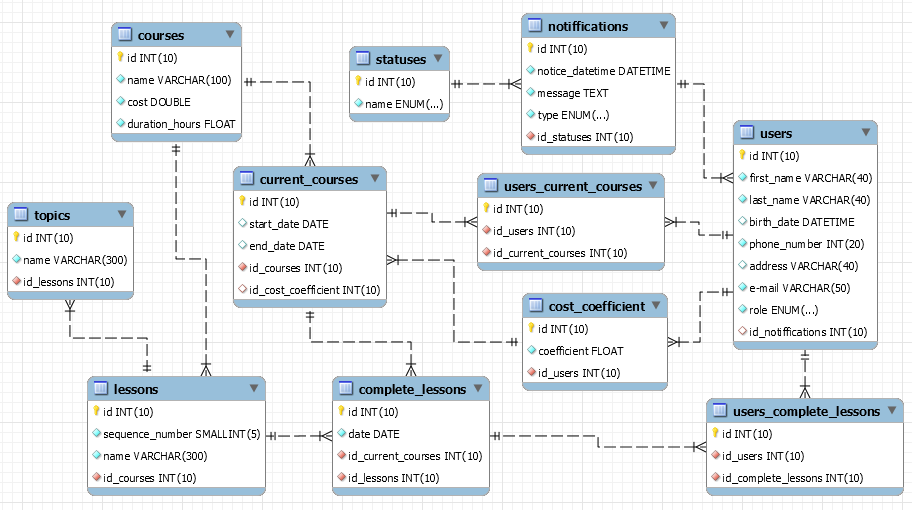 courses
id INT(10)
name VARCHAR(100)
cost DOUBLE
duration_hours FLOAT
statuses
id INT(10)
name ENUM(...)
notiffications
id INT(10)
notice_datetime DATETIME
message TEXT
type ENUM(...)
id_statuses INT(10)
users
id INT(10)
first_name VARCHAR(40)
last_name VARCHAR(40)
birth_date DATETIME
phone_number INT(20)
address VARCHAR(40)
e-mail VARCHAR(50)
role ENUM(...)
id_notiffications INT(10)
current_courses
id INT(10)
start_date DATE
end_date DATE
id_courses INT(10)
id_cost_coefficient INT(10)
users_current_courses
id INT(10)
id_users INT(10)
id_current_courses INT(10)
topics
id INT(10)
name VARCHAR(300)
id_lessons INT(10)
cost_coefficient
id INT(10)
coefficient FLOAT
id_users INT(10)
lessons
id INT(10)
sequence_number SMALLINT(5)
name VARCHAR(300)
id_courses INT(10)
complete_lessons
id INT(10)
date DATE
id_current_courses INT(10)
id_lessons INT(10)
users_complete_lessons
id INT(10)
id_users INT(10)
id_complete_lessons INT(10)